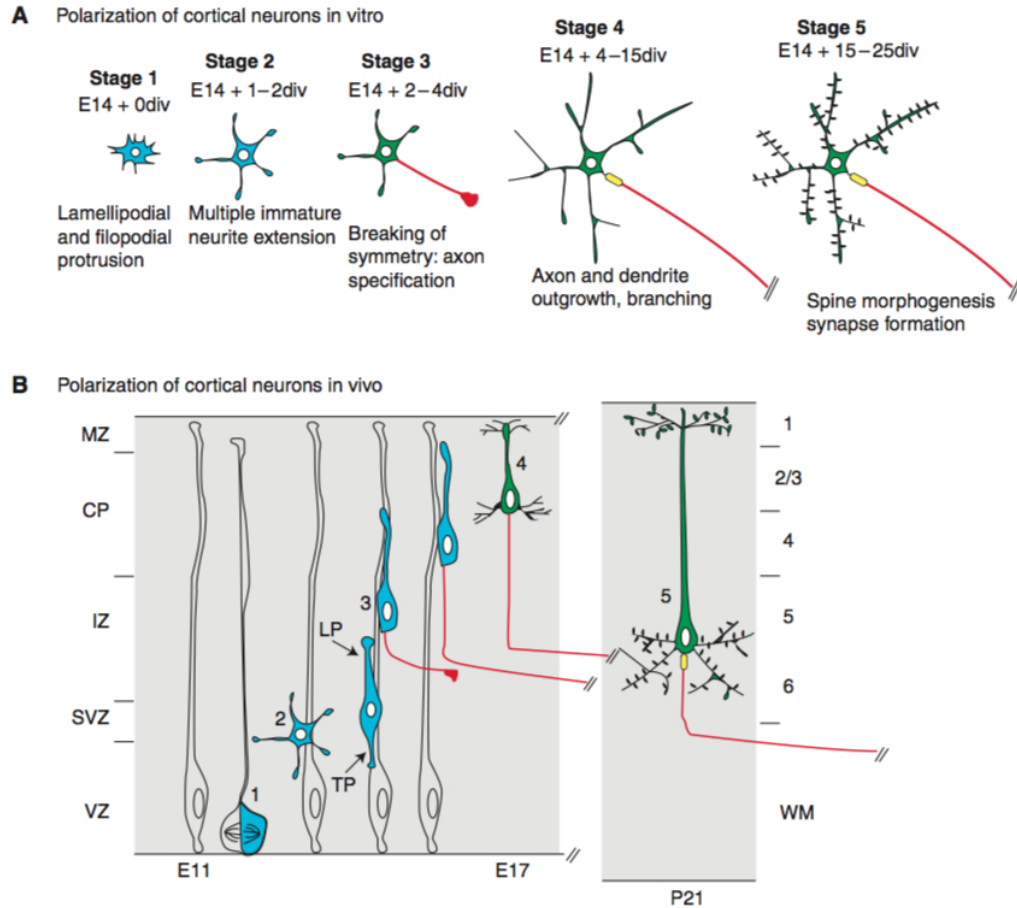 A Polarization of cortical neurons in vitro
Stage 1
E14 + 0div
Stage 2
E14 + 1–2div
Stage 3
E14 + 2–4div
Stage 4
E14 + 4–15div
Stage 5
E14 + 15–25div
Lamellipodial
and filopodial
protrusion
Multiple immature
neurite extension
Breaking of
symmetry: axon
specification
Axon and dendrite
outgrowth, branching
Spine morphogenesis
synapse formation
B Polarization of cortical neurons in vivo
MZ
CP
IZ
SVZ
VZ
1
2
3
LP
TP
4
5
1
2/3
4
5
6
WM
E11
E17
P21